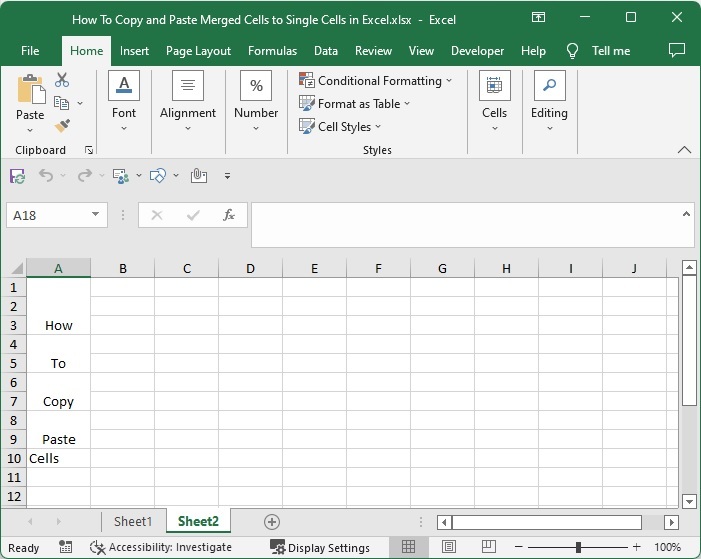 How To Copy and Paste Merged Cells to Single Cells in Excel.xlsx - Excel
File Home Insert Page Layout Formulas Data Review View Developer Help Tell me
Paste
Clipboard
A
Font
Alignment
%
Number
Conditional Formatting
Format as Table
Cell Styles
Styles
Cells
Editing
A18
fx
A B C D E F G H I J
1
2
3 How
4
5 To
6
7 Copy
8
9 Paste
10 Cells
11
12
Sheet1 Sheet2
Ready Accessibility: Investigate Display Settings 100%